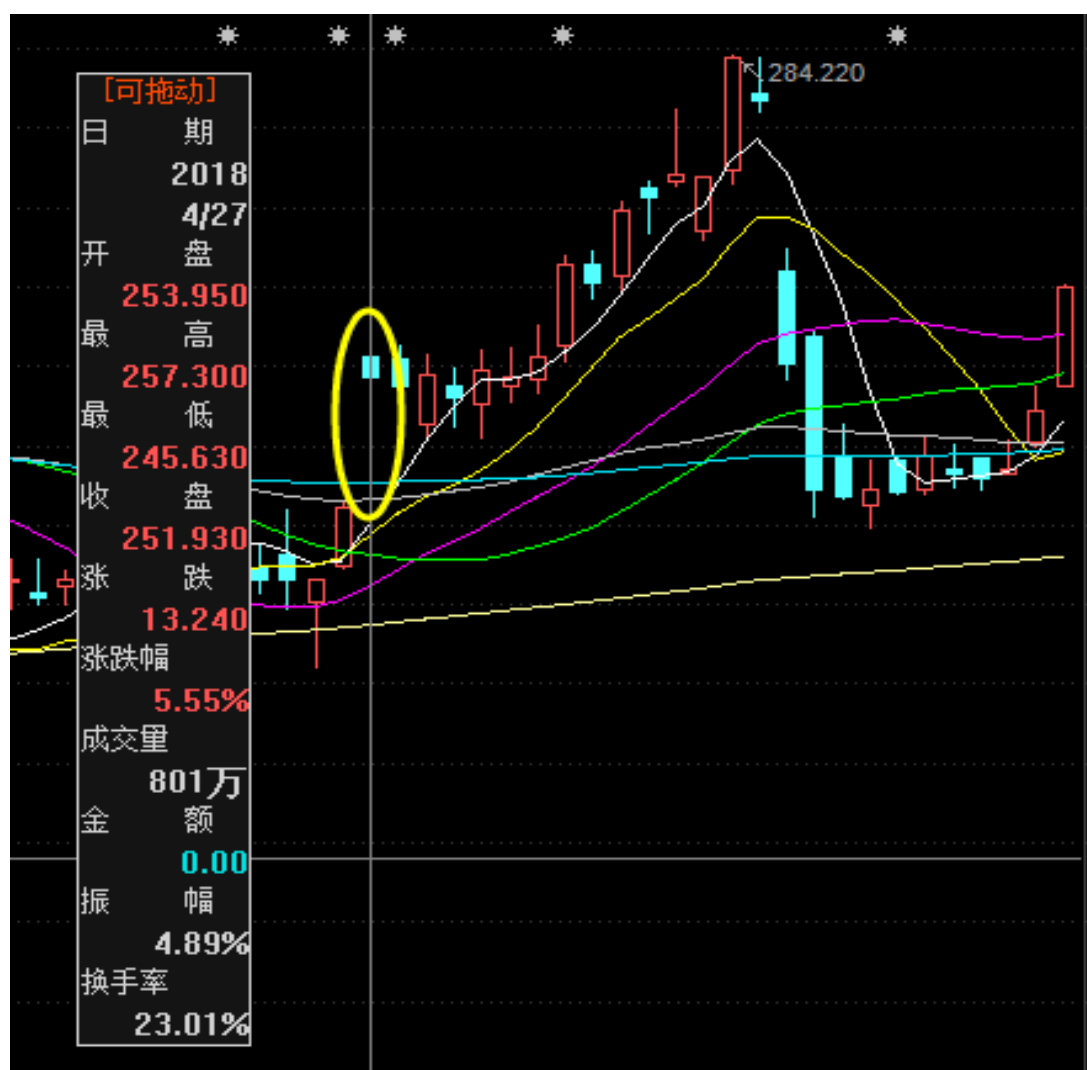 [可拖动]
日 期
2018
4/27
开 盘
253.950
最 高
257.300
最 低
245.630
收 盘
251.930
涨 跌
13.240
涨跌幅
5.55%
成交量
801万
金 额
0.00
振 幅
4.89%
换手率
23.01%
284.220